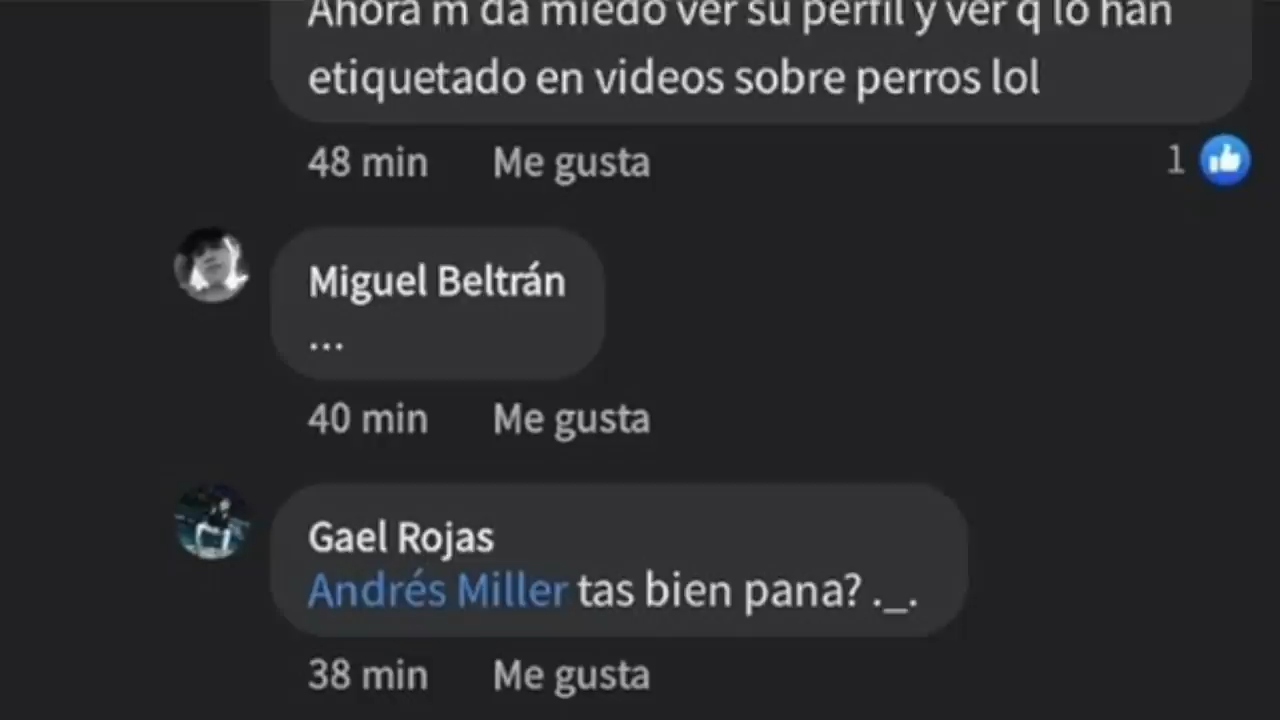 Ahora m da miedo ver su perfil y ver q lo han
etiquetado en videos sobre perros lol
48 min Me gusta 1
Miguel Beltrán
...
40 min Me gusta
Gael Rojas
Andrés Miller tas bien pana? ._.
38 min Me gusta